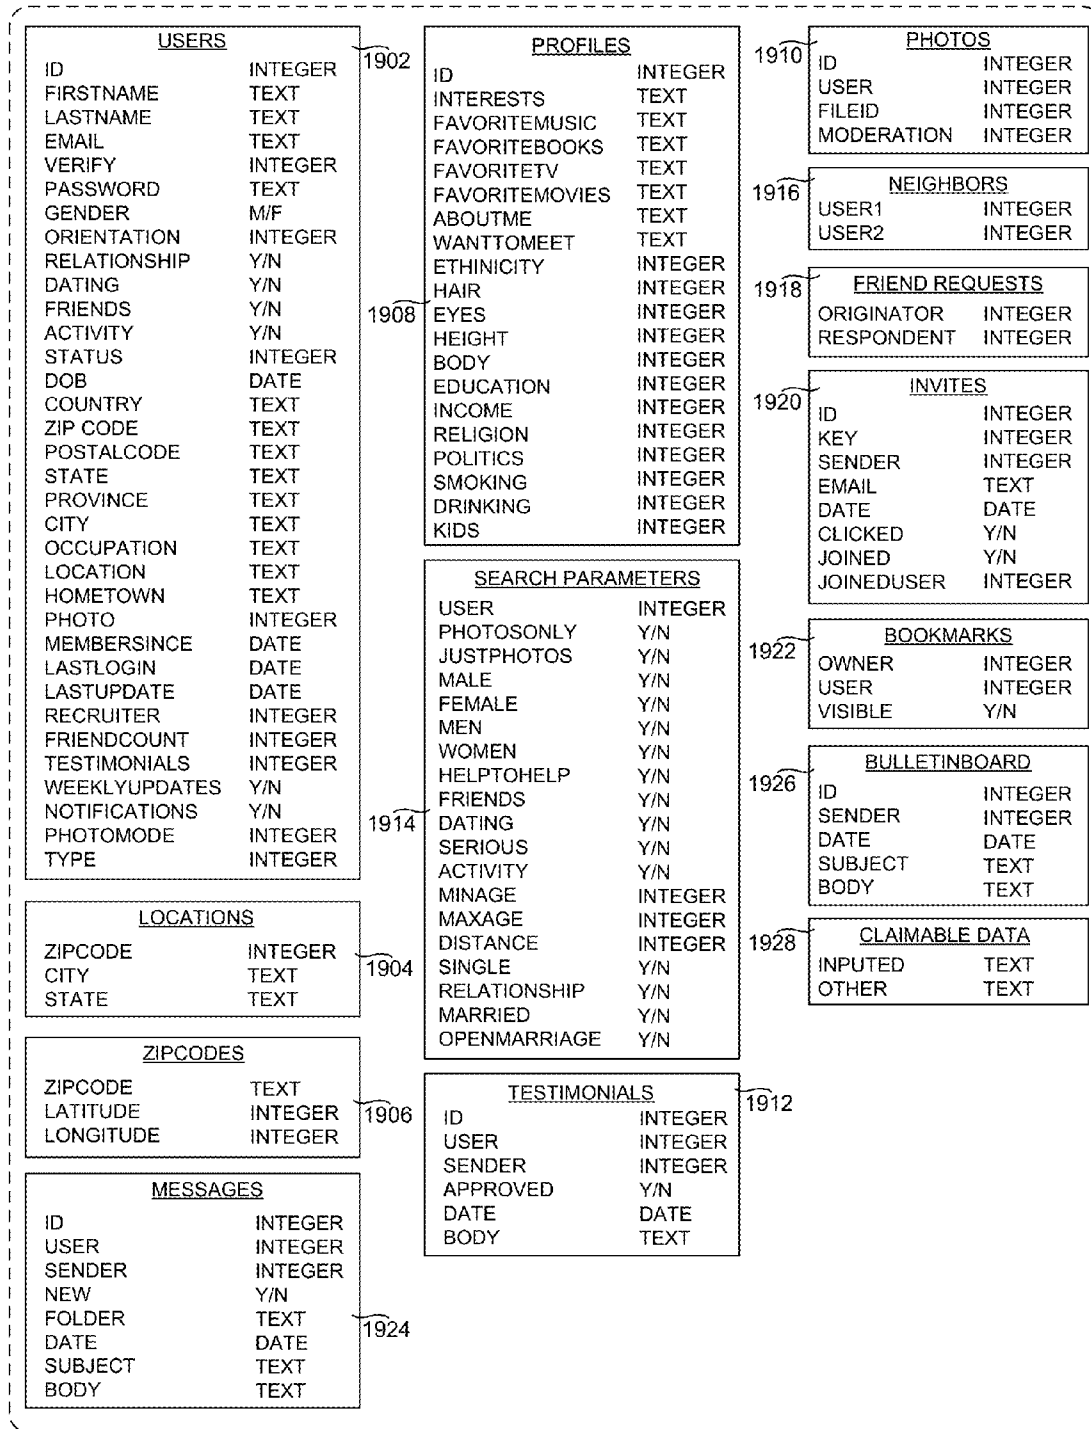 USERS
1902
ID INTEGER
FIRSTNAME TEXT
LASTNAME TEXT
EMAIL TEXT
VERIFY INTEGER
PASSWORD TEXT
GENDER M/F
ORIENTATION INTEGER
RELATIONSHIP Y/N
DATING Y/N
FRIENDS Y/N
ACTIVITY Y/N
STATUS INTEGER
DOB DATE
COUNTRY TEXT
ZIP CODE TEXT
POSTALCODE TEXT
STATE TEXT
PROVINCE TEXT
CITY TEXT
OCCUPATION TEXT
LOCATION TEXT
HOMETOWN TEXT
PHOTO INTEGER
MEMBERSINCE DATE
LASTLOGIN DATE
LASTUPDATE DATE
RECRUITER INTEGER
FRIENDCOUNT INTEGER
TESTIMONIALS INTEGER
WEEKLYUPDATES Y/N
NOTIFICATIONS Y/N
PHOTOMODE INTEGER
TYPE INTEGER
LOCATIONS
ZIPCODE INTEGER
1904
CITY TEXT
STATE TEXT
ZIPCODES
ZIPCODE TEXT
LATITUDE INTEGER
1906
LONGITUDE INTEGER
MESSAGES
ID INTEGER
USER INTEGER
SENDER INTEGER
NEW Y/N
FOLDER TEXT
1924
DATE DATE
SUBJECT TEXT
BODY TEXT
PROFILES
ID INTEGER
INTERESTS TEXT
FAVORITEMUSIC TEXT
FAVORITEBOOKS TEXT
FAVORITETV TEXT
FAVORITEMOVIES TEXT
ABOUTME TEXT
WANTTOMEET TEXT
ETHINICITY INTEGER
HAIR INTEGER
1908
EYES INTEGER
HEIGHT INTEGER
BODY INTEGER
EDUCATION INTEGER
INCOME INTEGER
RELIGION INTEGER
POLITICS INTEGER
SMOKING INTEGER
DRINKING INTEGER
KIDS INTEGER
SEARCH PARAMETERS
USER INTEGER
PHOTOSONLY Y/N
JUSTPHOTOS Y/N
MALE Y/N
FEMALE Y/N
MEN Y/N
WOMEN Y/N
HELPTOHELP Y/N
FRIENDS Y/N
1914
DATING Y/N
SERIOUS Y/N
ACTIVITY Y/N
MINAGE INTEGER
MAXAGE INTEGER
DISTANCE INTEGER
SINGLE Y/N
RELATIONSHIP Y/N
MARRIED Y/N
OPENMARRIAGE Y/N
TESTIMONIALS
1912
ID INTEGER
USER INTEGER
SENDER INTEGER
APPROVED Y/N
DATE DATE
BODY TEXT
PHOTOS
1910
ID INTEGER
USER INTEGER
FILEID INTEGER
MODERATION INTEGER
NEIGHBORS
1916
USER1 INTEGER
USER2 INTEGER
FRIEND REQUESTS
1918
ORIGINATOR INTEGER
RESPONDENT INTEGER
INVITES
1920
ID INTEGER
KEY INTEGER
SENDER INTEGER
EMAIL TEXT
DATE DATE
CLICKED Y/N
JOINED Y/N
JOINEDUSER INTEGER
BOOKMARKS
1922
OWNER INTEGER
USER INTEGER
VISIBLE Y/N
BULLETINBOARD
1926
ID INTEGER
SENDER INTEGER
DATE DATE
SUBJECT TEXT
BODY TEXT
CLAIMABLE DATA
1928
INPUTED TEXT
OTHER TEXT